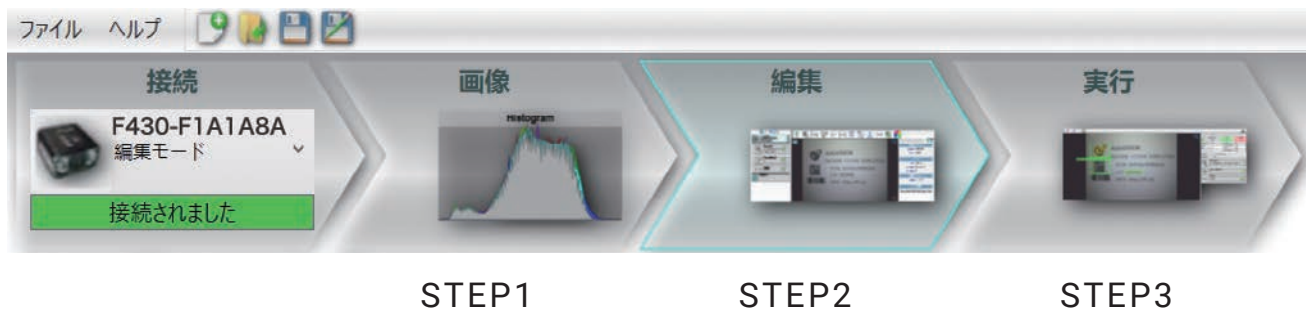 ファイル ヘルプ
接続
画像
編集
実行
F430-F1A1A8A
編集モード
接続されました
Histogram
STEP1
STEP2
STEP3